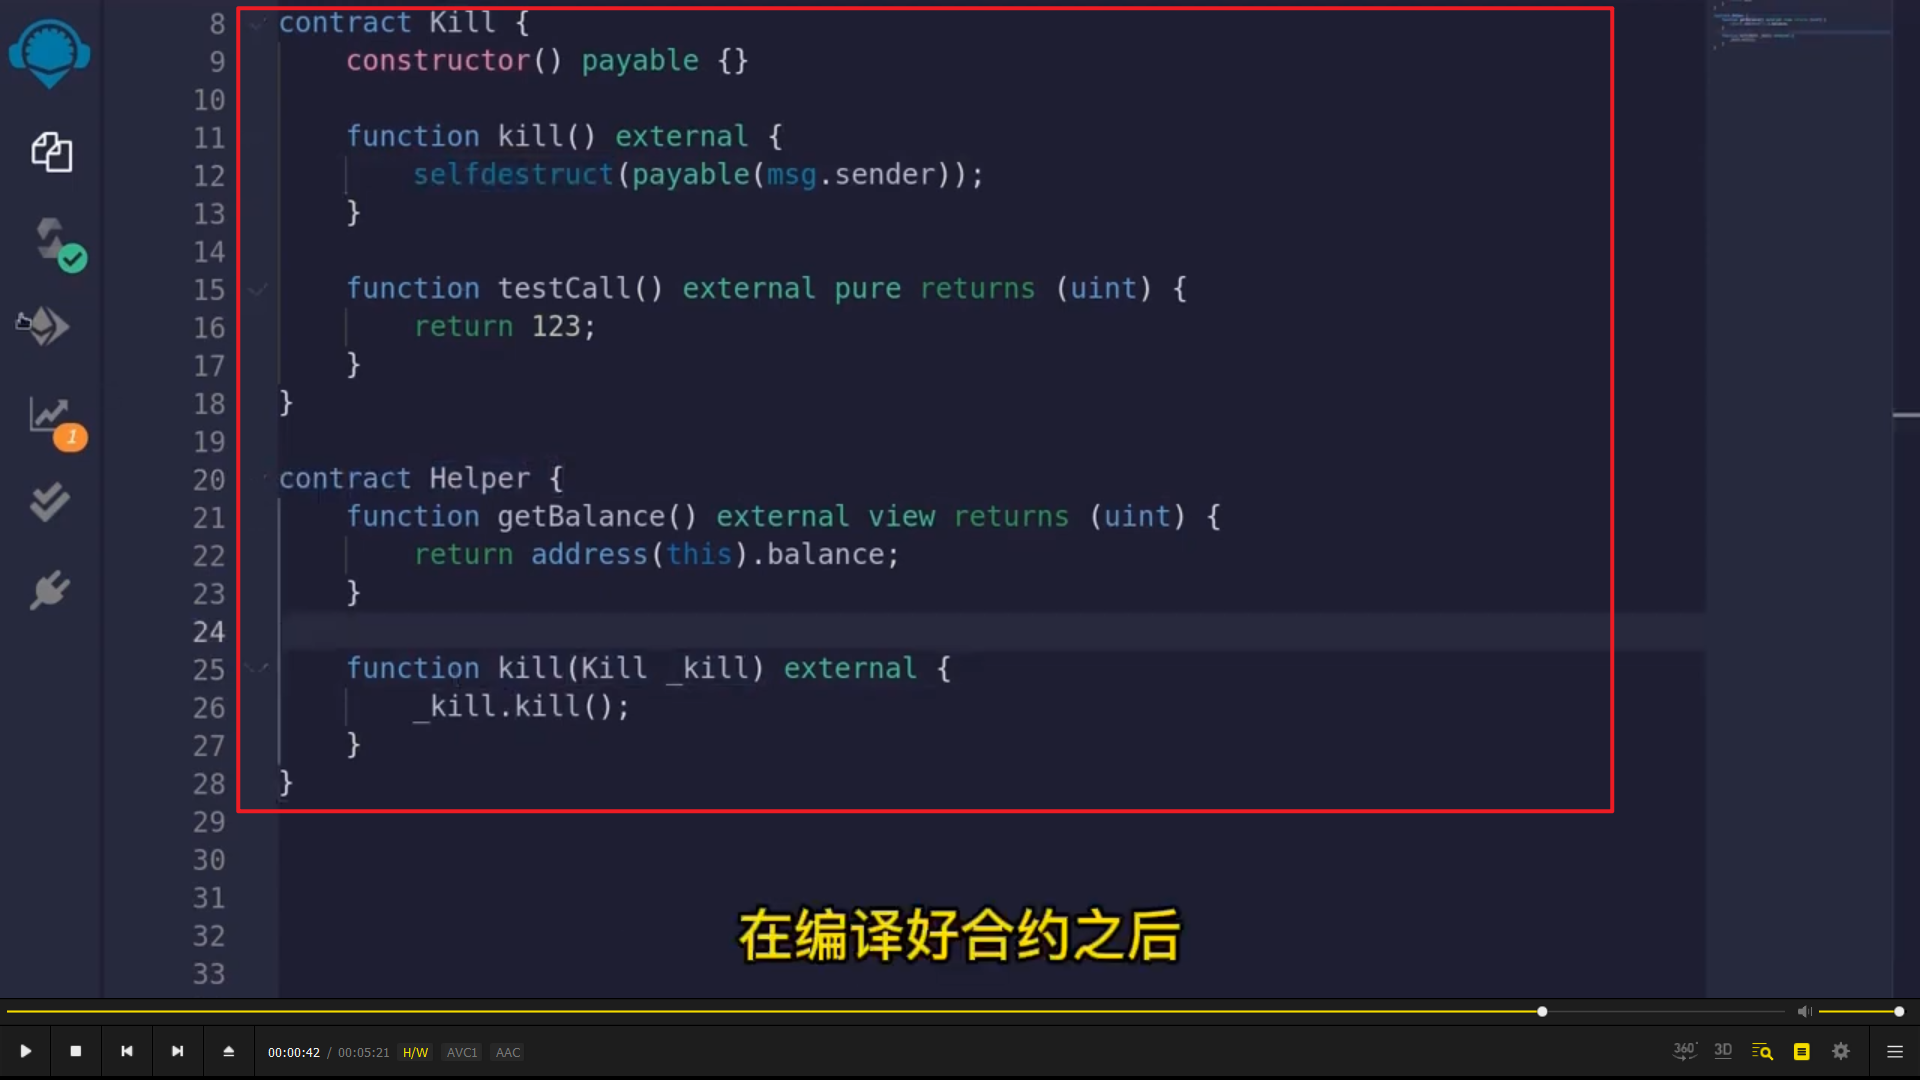 8 contract Kill {
9     constructor() payable {}
10
11     function kill() external {
12         selfdestruct(payable(msg.sender));
13     }
14
15     function testCall() external pure returns (uint) {
16         return 123;
17     }
18 }
19
20 contract Helper {
21     function getBalance() external view returns (uint) {
22         return address(this).balance;
23     }
24
25     function kill(Kill _kill) external {
26         _kill.kill();
27     }
28 }
29
30
31
32
33
1
在编译好合约之后
00:00:42 / 00:05:21 H/W AVC1 AAC
360° 3D